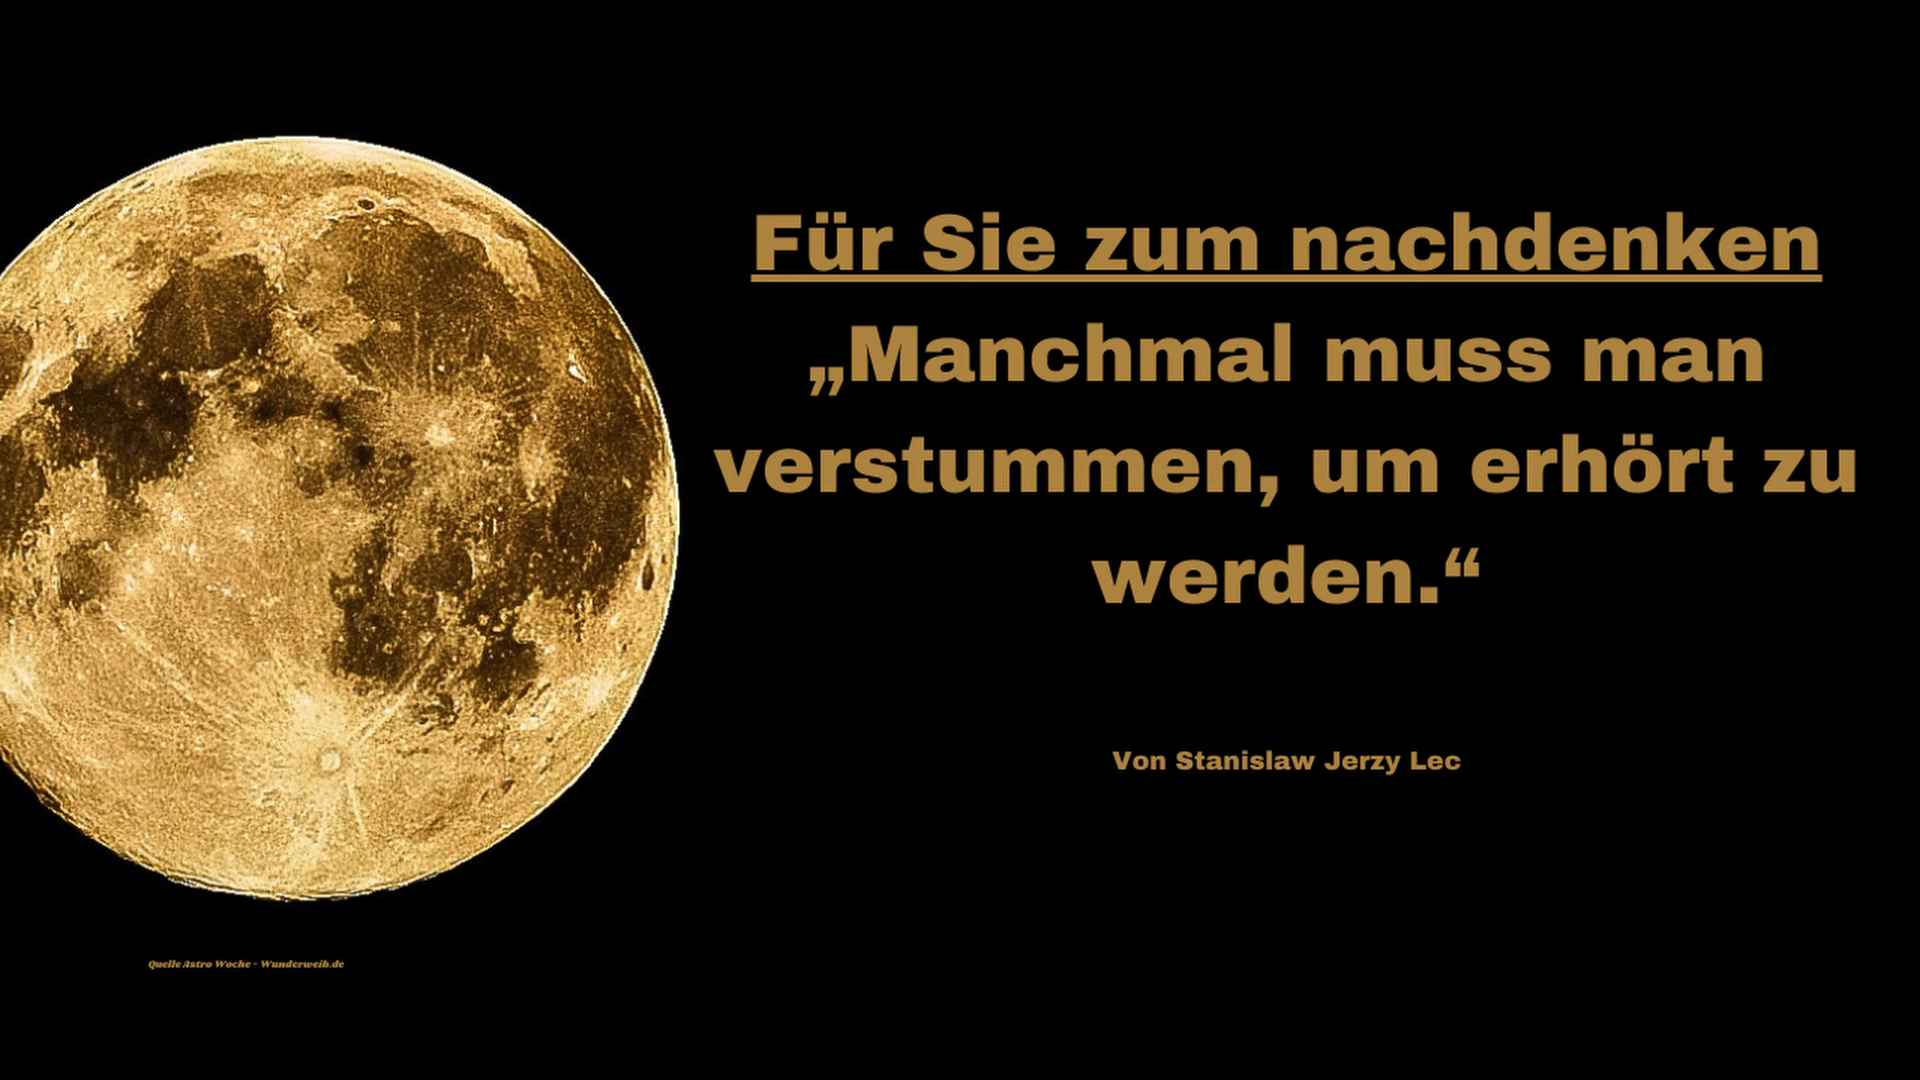 Für Sie zum nachdenken
„Manchmal muss man
verstummen, um erhört zu
werden.“
Von Stanislaw Jerzy Lec
Quelle Astro Woche - Wunderweib.de